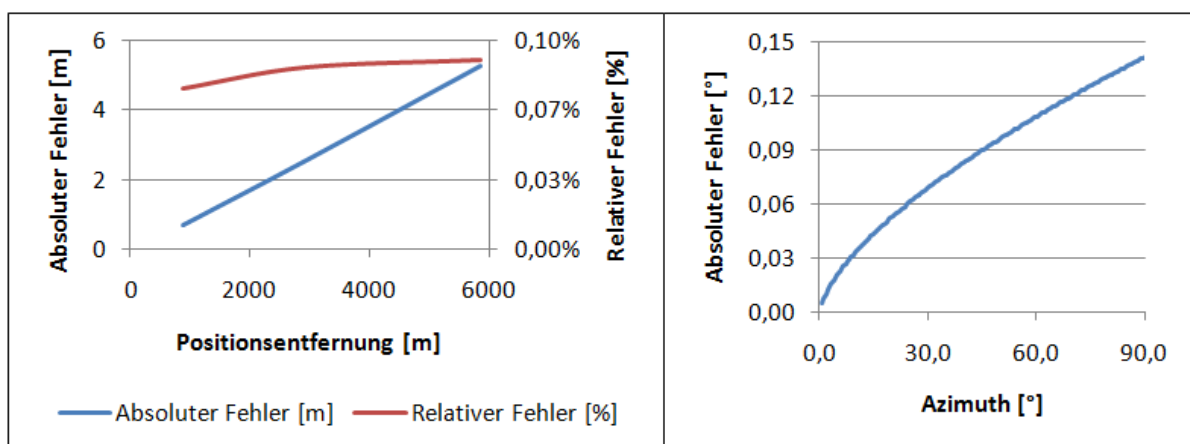 Absoluter Fehler [m]
6
4
2
0
0,10%
0,07%
0,03%
0,00%
Relativer Fehler [%]
0 2000 4000 6000
Positionsentfernung [m]
Absoluter Fehler [m] Relativer Fehler [%]
Absoluter Fehler [°]
0,15
0,12
0,09
0,06
0,03
0,00
0,0 30,0 60,0 90,0
Azimuth [°]